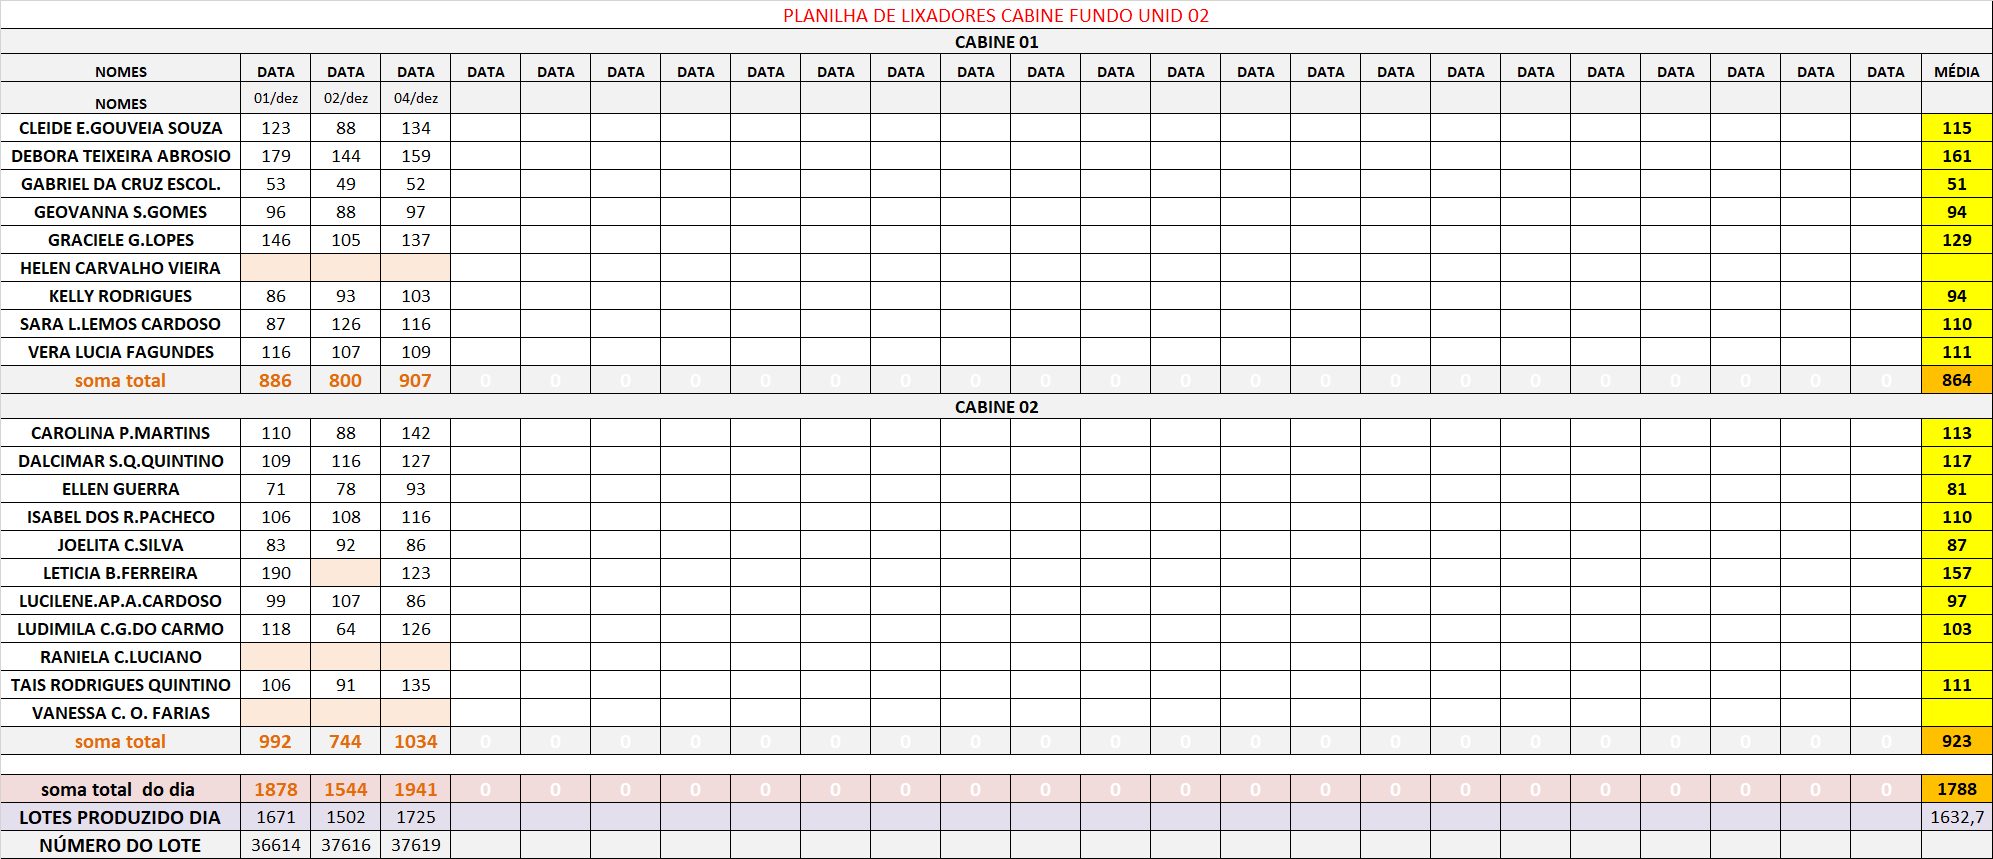 PLANILHA DE LIXADORES CABINE FUNDO UNID 02
CABINE 01
NOMES DATA DATA DATA DATA DATA DATA DATA DATA DATA DATA DATA DATA DATA DATA DATA DATA DATA DATA DATA DATA DATA DATA DATA DATA MÉDIA
NOMES 01/dez 02/dez 04/dez
CLEIDE E.GOUVEIA SOUZA 123 88 134 115
DEBORA TEIXEIRA ABROSIO 179 144 159 161
GABRIEL DA CRUZ ESCOL. 53 49 52 51
GEOVANNA S.GOMES 96 88 97 94
GRACIELE G.LOPES 146 105 137 129
HELEN CARVALHO VIEIRA
KELLY RODRIGUES 86 93 103 94
SARA L.LEMOS CARDOSO 87 126 116 110
VERA LUCIA FAGUNDES 116 107 109 111
soma total 886 800 907 0 0 0 0 0 0 0 0 0 0 0 0 0 0 0 0 0 0 0 0 0 864
CABINE 02
CAROLINA P.MARTINS 110 88 142 113
DALCIMAR S.Q.QUINTINO 109 116 127 117
ELLEN GUERRA 71 78 93 81
ISABEL DOS R.PACHECO 106 108 116 110
JOELITA C.SILVA 83 92 86 87
LETICIA B.FERREIRA 190 123 157
LUCILENE.AP.A.CARDOSO 99 107 86 97
LUDIMILA C.G.DO CARMO 118 64 126 103
RANIELA C.LUCIANO
TAIS RODRIGUES QUINTINO 106 91 135 111
VANESSA C. O. FARIAS
soma total 992 744 1034 0 0 0 0 0 0 0 0 0 0 0 0 0 0 0 0 0 0 0 0 0 923
soma total do dia 1878 1544 1941 0 0 0 0 0 0 0 0 0 0 0 0 0 0 0 0 0 0 0 0 0 1788
LOTES PRODUZIDO DIA 1671 1502 1725 1632,7
NÚMERO DO LOTE 36614 37616 37619